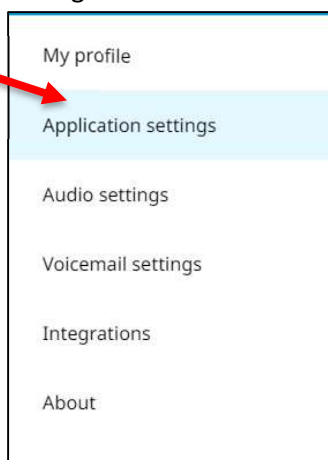 My profile
Application settings
Audio settings
Voicemail settings
Integrations
About